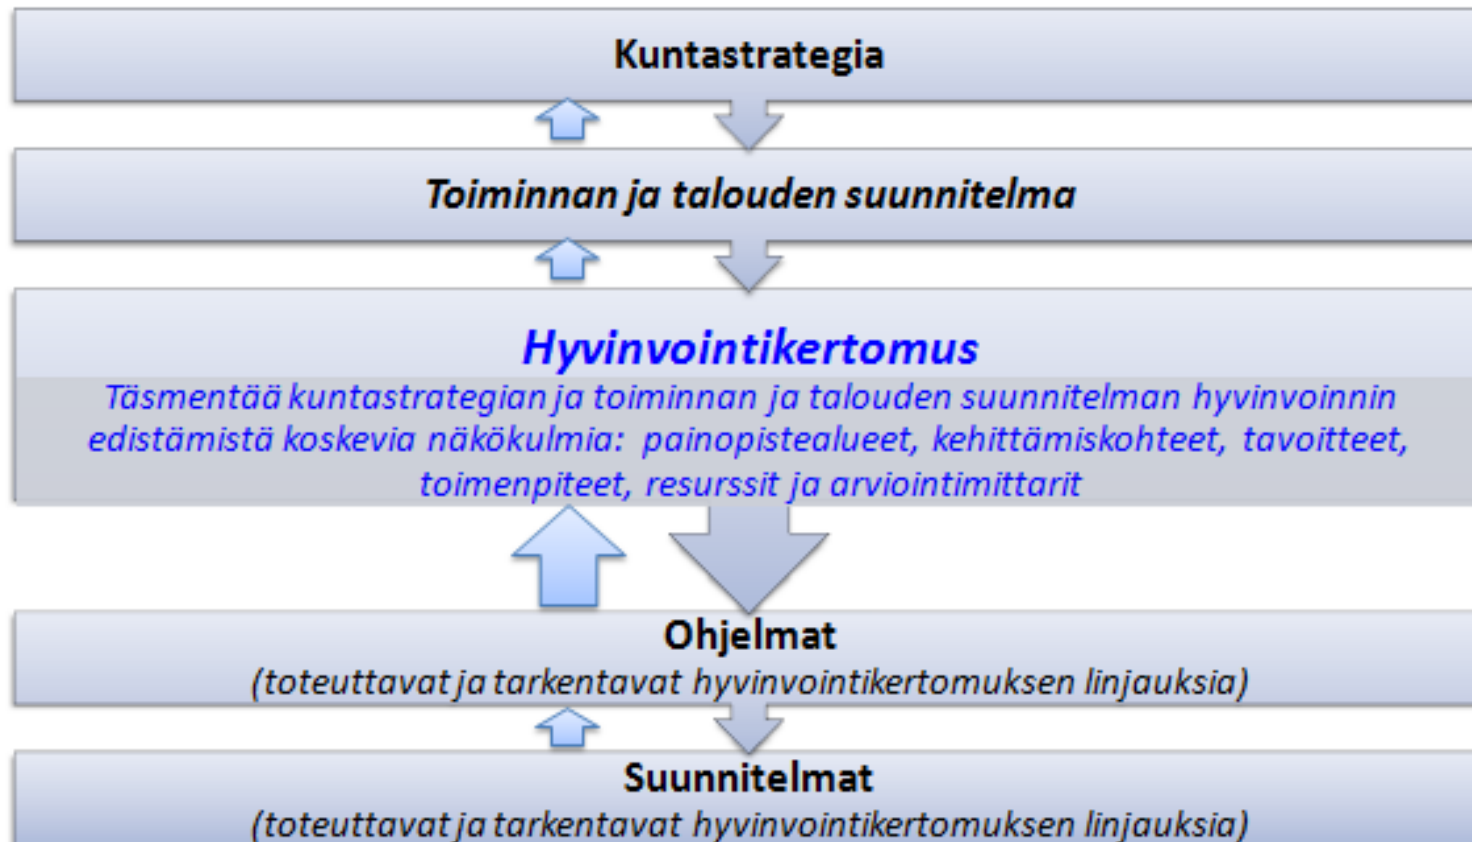 Kuntastrategia
Toiminnan ja talouden suunnitelma
Hyvinvointikertomus
Täsmentää kuntastrategian ja toiminnan ja talouden suunnitelman hyvinvoinnin
edistämistä koskevia näkökulmia: painopistealueet, kehittämiskohteet, tavoitteet,
toimenpiteet, resurssit ja arviointimittarit
Ohjelmat
(toteuttavat ja tarkentavat hyvinvointikertomuksen linjauksia)
Suunnitelmat
(toteuttavat ja tarkentavat hyvinvointikertomuksen linjauksia)